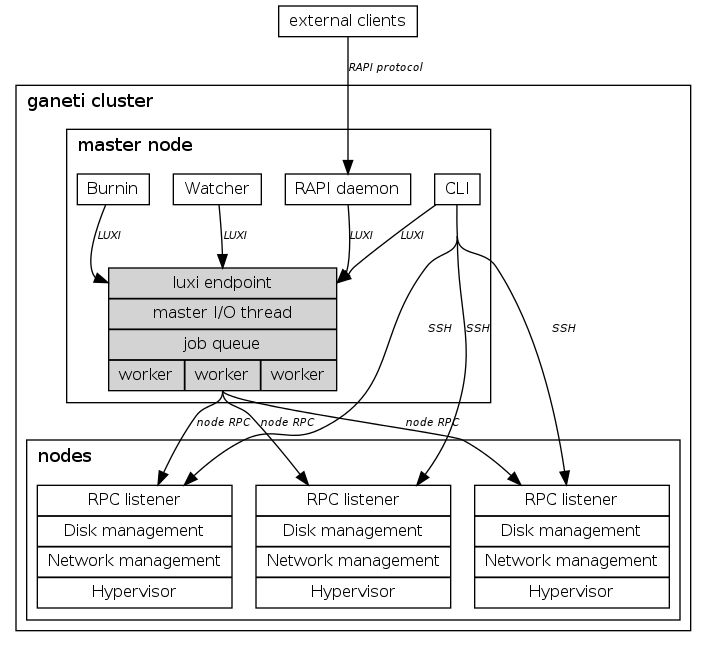 external clients
RAPI protocol
ganeti cluster
master node
Burnin
Watcher
RAPI daemon
CLI
LUXI
LUXI
LUXI
LUXI
luxi endpoint
master I/O thread
job queue
worker
worker
worker
SSH
SSH
SSH
node RPC
node RPC
node RPC
nodes
RPC listener
RPC listener
RPC listener
Disk management
Disk management
Disk management
Network management
Network management
Network management
Hypervisor
Hypervisor
Hypervisor